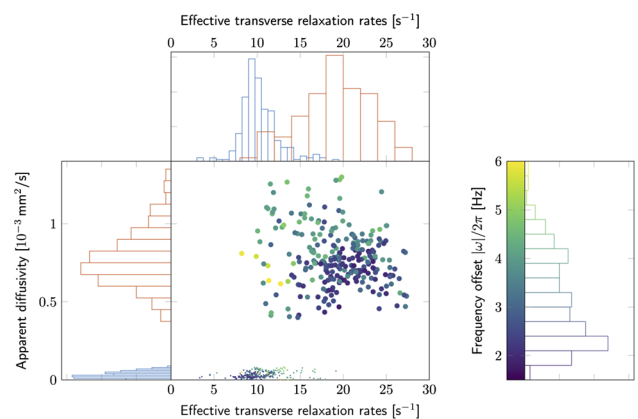 Effective transverse relaxation rates [s⁻¹]
0 5 10 15 20 25 30
Apparent diffusivity [10⁻³ mm²/s]
1
0.5
0
0 5 10 15 20 25 30
Effective transverse relaxation rates [s⁻¹]
Frequency offset |ω|/2π [Hz]
6
5
4
3
2